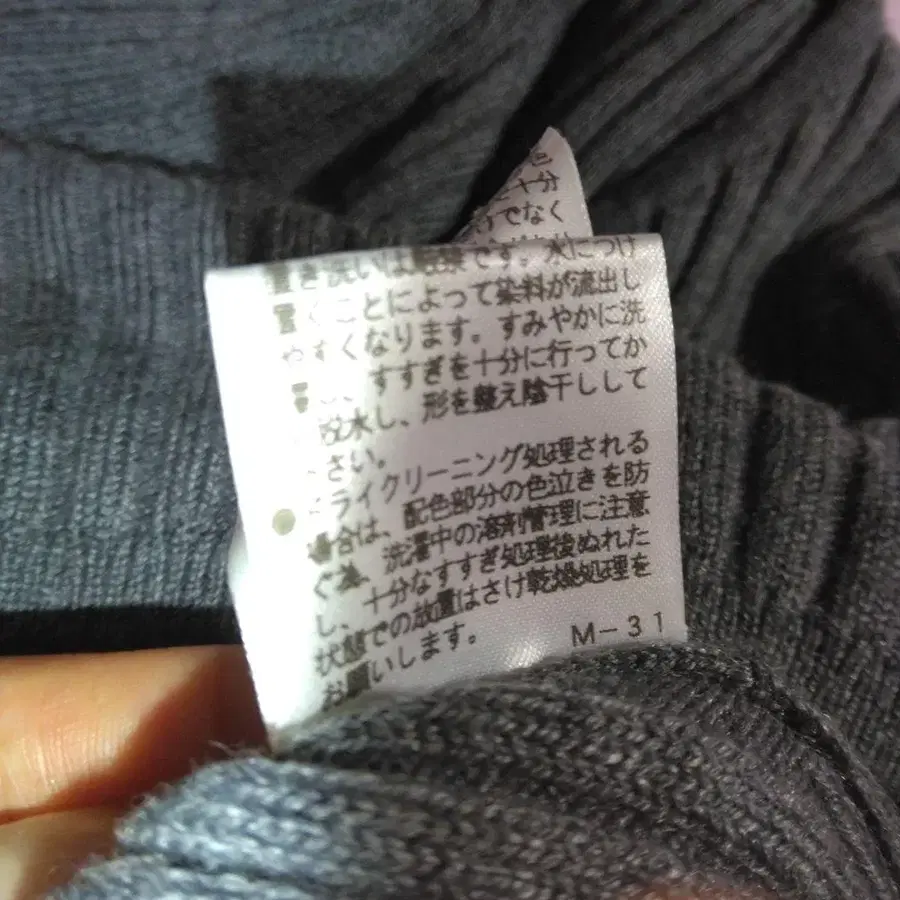 色
十分
でなく
置き洗いは厳禁です。水につけ
置くことによって染料が流出し
やすくなります。すみやかに洗
い、すすぎを十分に行ってか
脱水し、形を整え陰干しして
さい。
ライクリーニング処理される
場合は、配色部分の色泣きを防
ぐ為、洗濯中の溶剤管理に注意
し、十分なすすぎ処理後ぬれた
状態での放置はさけ乾燥処理を
お願いします。
M-31